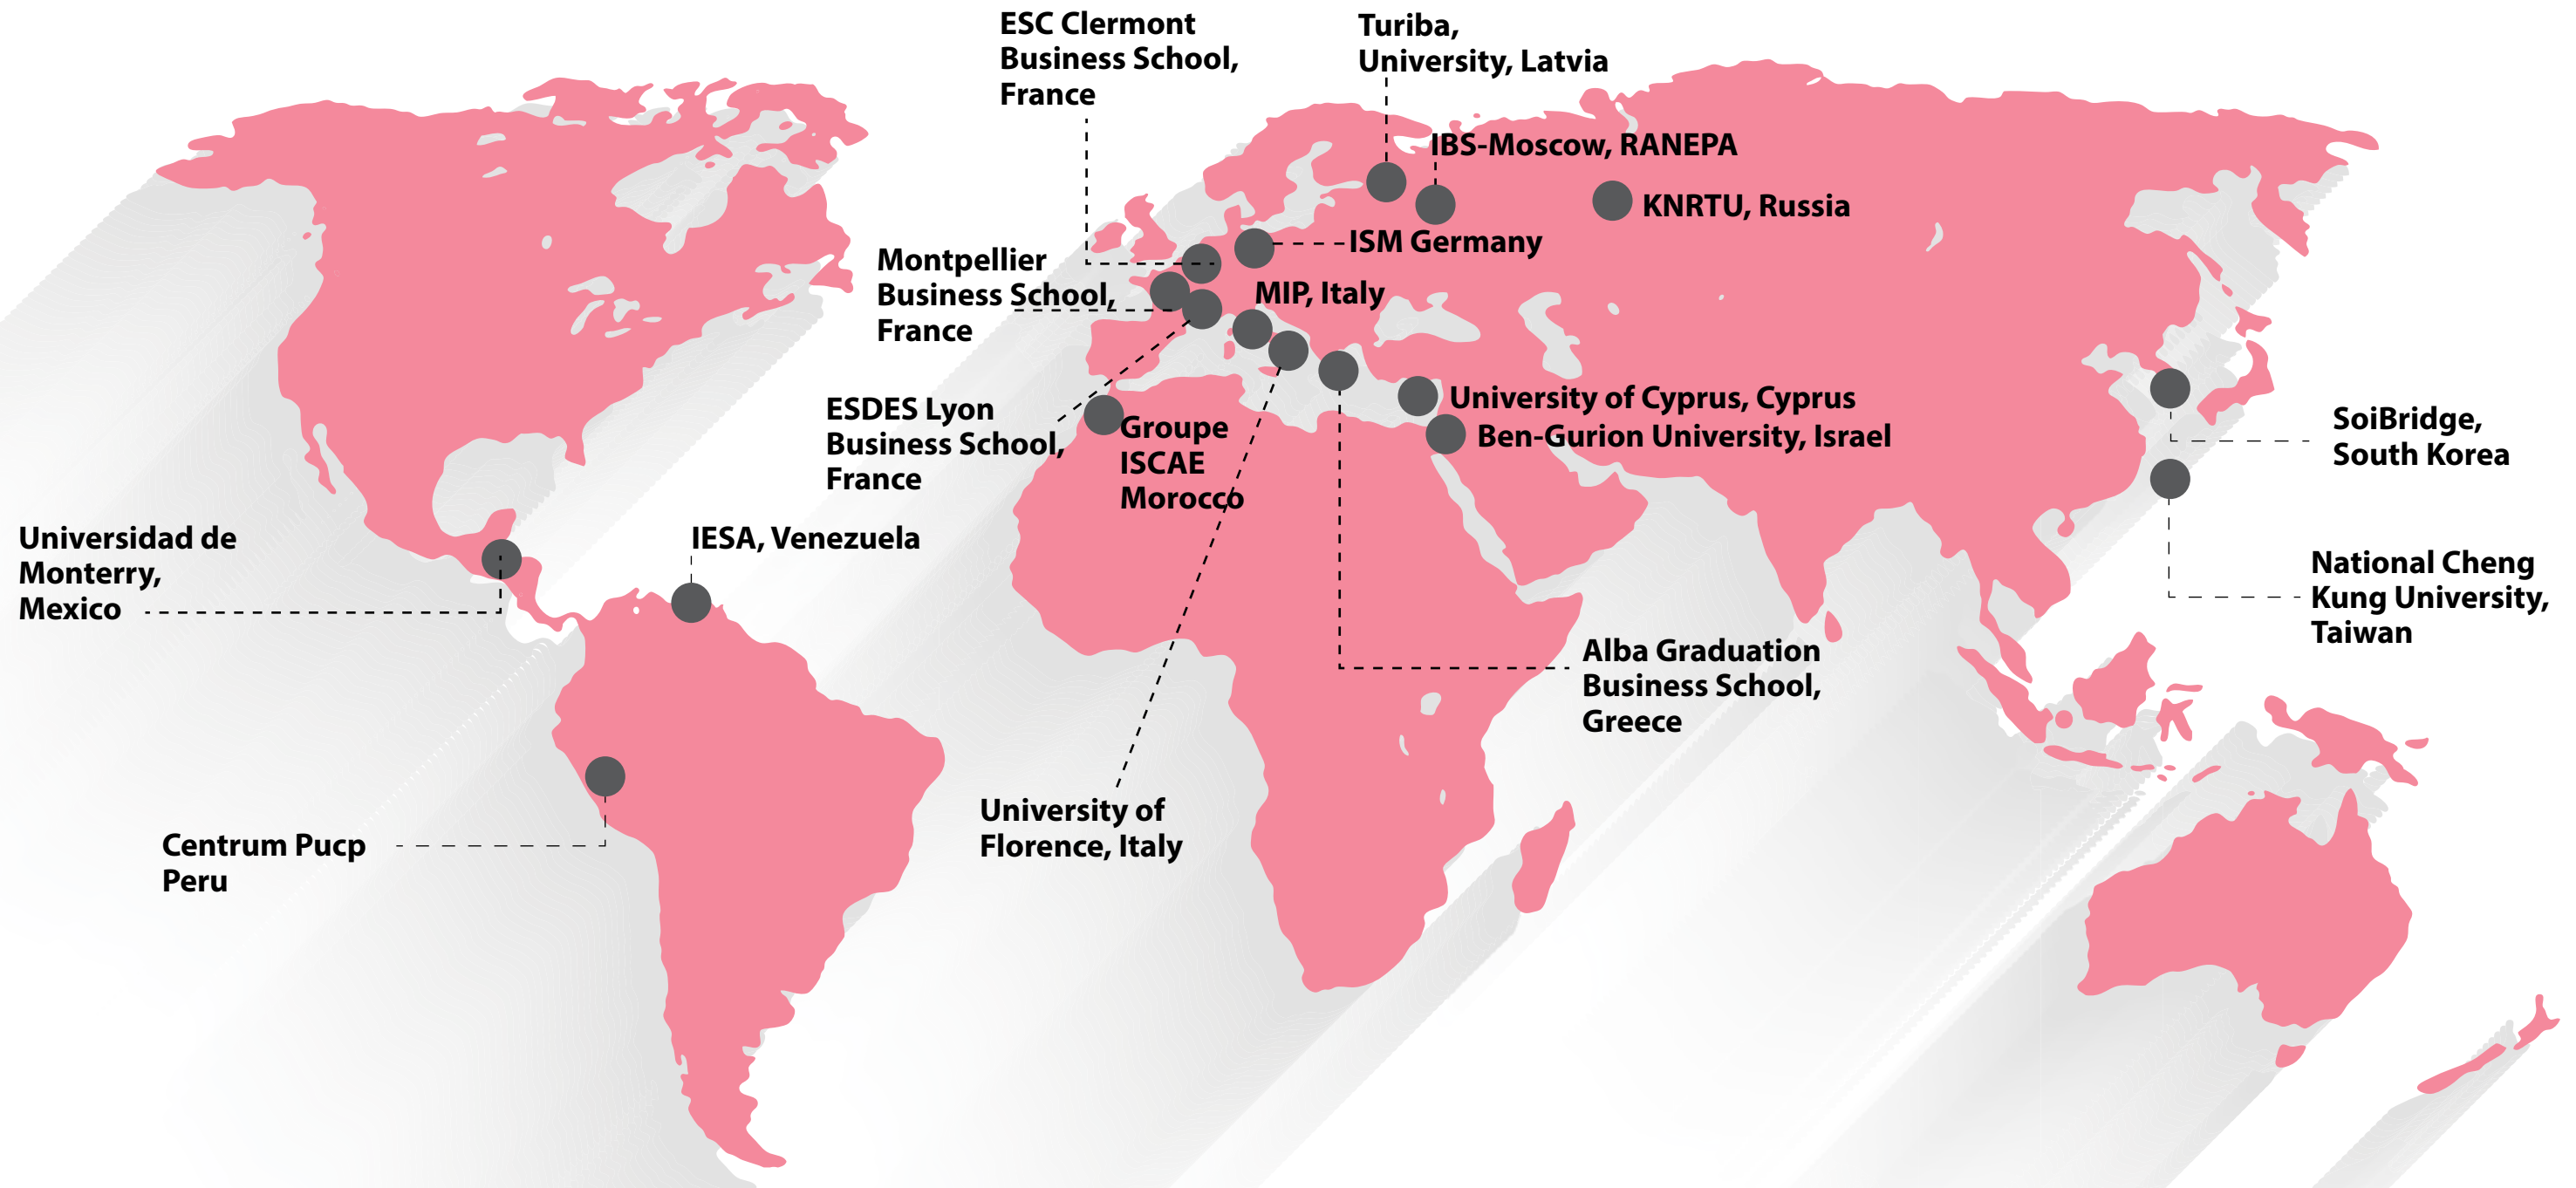 ESC Clermont
Business School,
France
Turiba,
University, Latvia
IBS-Moscow, RANEPA
KNRTU, Russia
ISM Germany
Montpellier
Business School,
France
MIP, Italy
ESDES Lyon
Business School,
France
Groupe
ISCAE
Morocco
University of Cyprus, Cyprus
Ben-Gurion University, Israel
SoiBridge,
South Korea
Universidad de
Monterry,
Mexico
IESA, Venezuela
National Cheng
Kung University,
Taiwan
Alba Graduation
Business School,
Greece
University of
Florence, Italy
Centrum Pucp
Peru